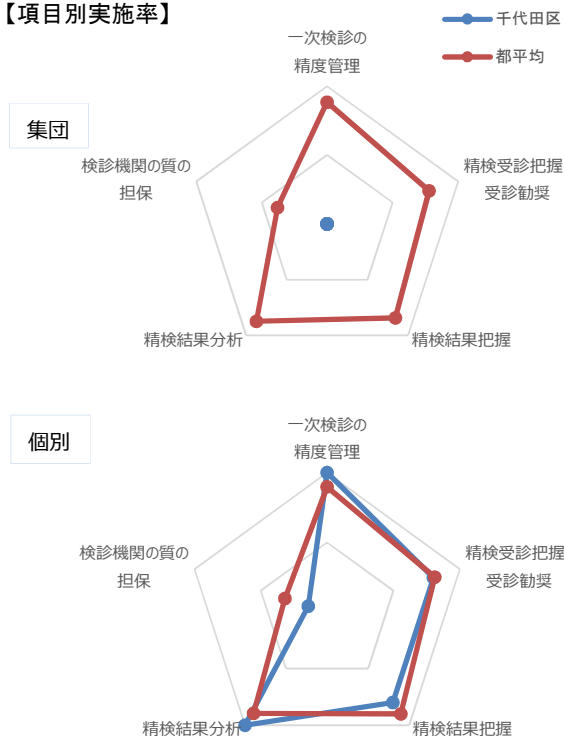 【項目別実施率】
千代田区
都平均
集団
一次検診の
精度管理
精検受診把握
受診勧奨
精検結果把握
精検結果分析
検診機関の質の
担保
個別
一次検診の
精度管理
精検受診把握
受診勧奨
精検結果把握
精検結果分析
検診機関の質の
担保